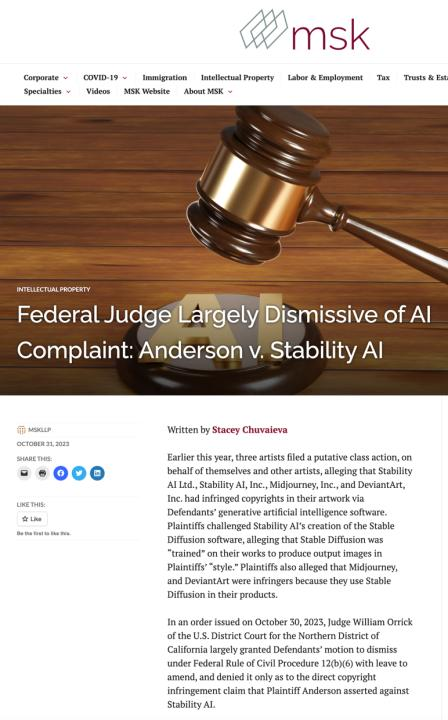 msk
Corporate COVID-19 Immigration Intellectual Property Labor & Employment Tax Trusts & Est
Specialties Videos MSK Website About MSK
AI
INTELLECTUAL PROPERTY
Federal Judge Largely Dismissive of AI
Complaint: Anderson v. Stability AI
MSKLLP
OCTOBER 31, 2023
SHARE THIS:
LIKE THIS:
Like
Be the first to like this.
Written by Stacey Chuvaieva
Earlier this year, three artists filed a putative class action, on
behalf of themselves and other artists, alleging that Stability
AI Ltd., Stability AI, Inc., Midjourney, Inc., and DeviantArt,
Inc. had infringed copyrights in their artwork via
Defendants’ generative artificial intelligence software.
Plaintiffs challenged Stability AI’s creation of the Stable
Diffusion software, alleging that Stable Diffusion was
“trained” on their works to produce output images in
Plaintiffs’ “style.” Plaintiffs also alleged that Midjourney,
and DeviantArt were infringers because they use Stable
Diffusion in their products.
In an order issued on October 30, 2023, Judge William Orrick
of the U.S. District Court for the Northern District of
California largely granted Defendants’ motion to dismiss
under Federal Rule of Civil Procedure 12(b)(6) with leave to
amend, and denied it only as to the direct copyright
infringement claim that Plaintiff Anderson asserted against
Stability AI.